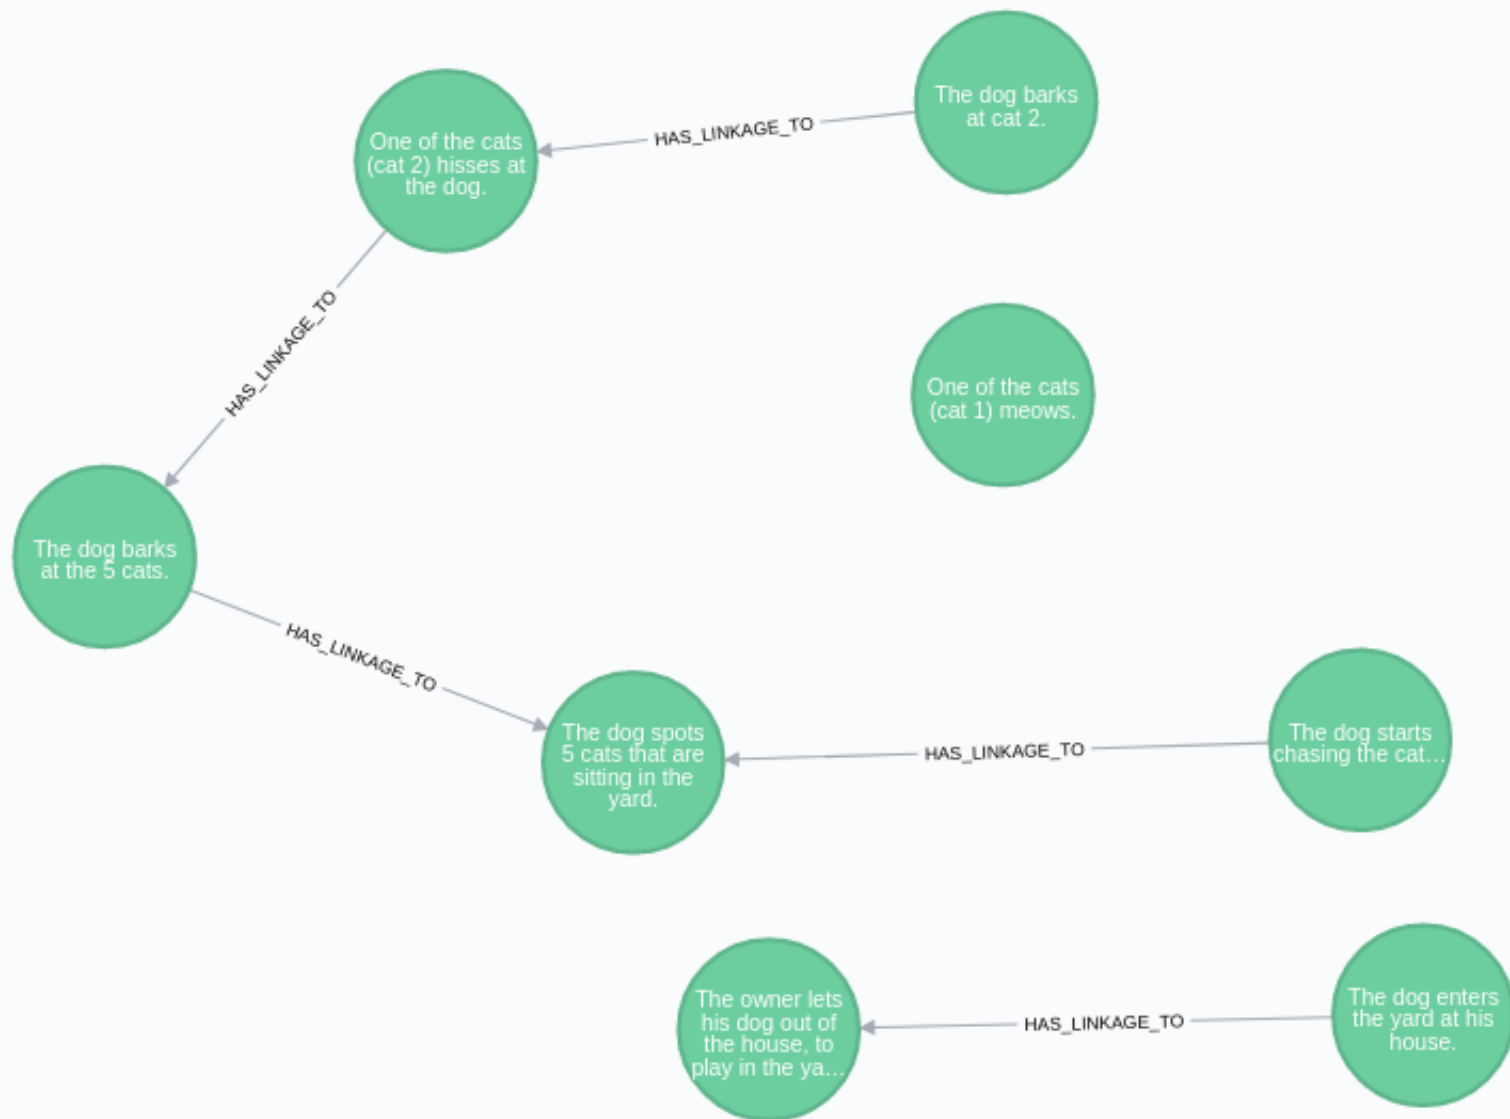 The dog barks
at cat 2.
HAS_LINKAGE_TO
One of the cats
(cat 2) hisses at
the dog.
HAS_LINKAGE_TO
One of the cats
(cat 1) meows.
The dog barks
at the 5 cats.
HAS_LINKAGE_TO
The dog spots
5 cats that are
sitting in the
yard.
HAS_LINKAGE_TO
The dog starts
chasing the cat...
The owner lets
his dog out of
the house, to
play in the ya...
HAS_LINKAGE_TO
The dog enters
the yard at his
house.